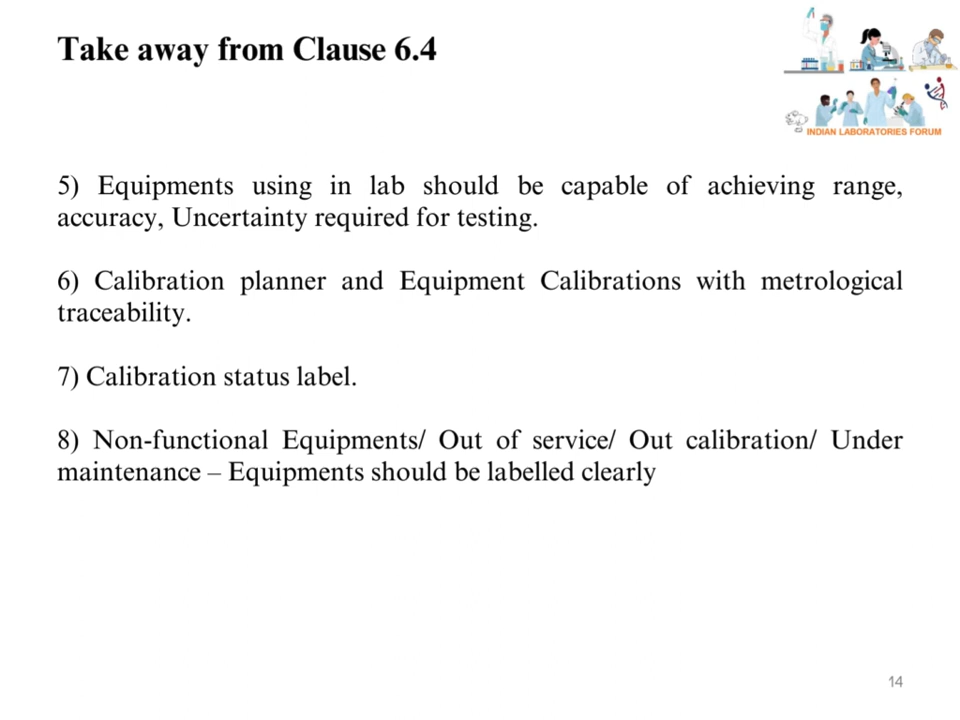 Take away from Clause 6.4
INDIAN LABORATORIES FORUM
5) Equipments using in lab should be capable of achieving range,
accuracy, Uncertainty required for testing.
6) Calibration planner and Equipment Calibrations with metrological
traceability.
7) Calibration status label.
8) Non-functional Equipments/ Out of service/ Out calibration/ Under
maintenance – Equipments should be labelled clearly
14